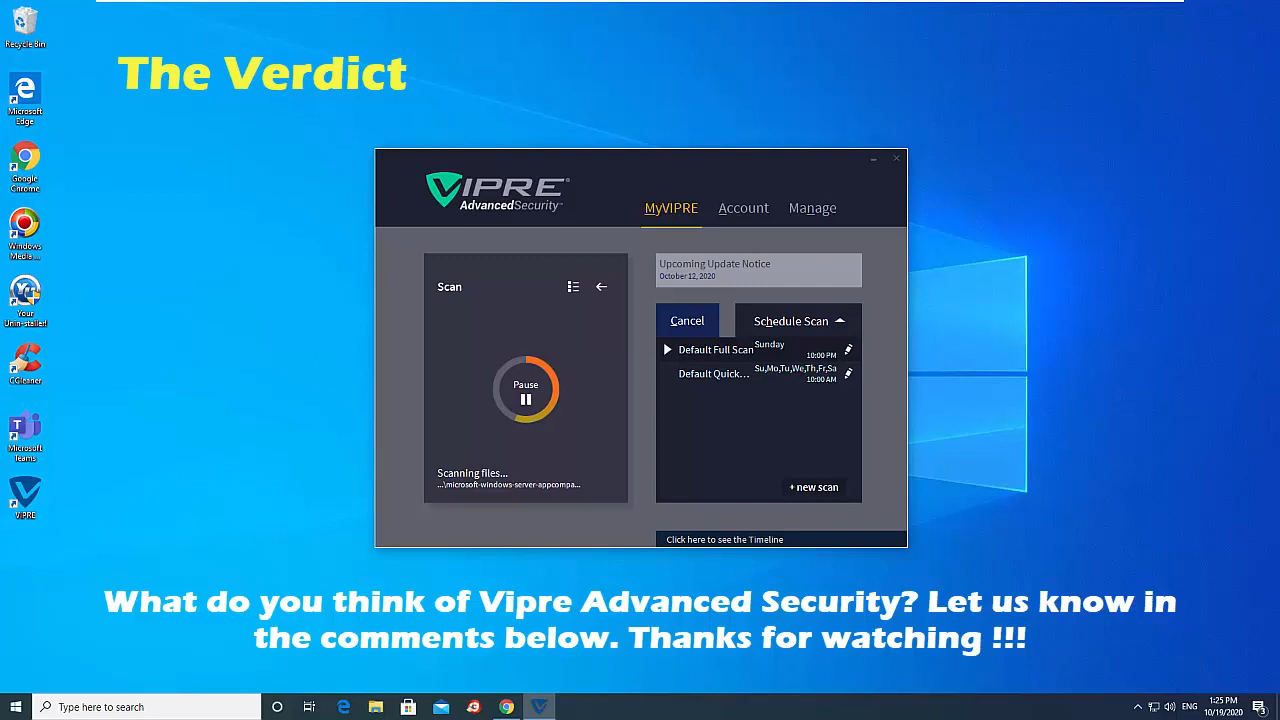 Recycle Bin
The Verdict
Microsoft
Edge
Google
Chrome
Windows
Media ...
Your
Unin-staller!
CCleaner
Microsoft
Teams
VIPRE
VIPRE
AdvancedSecurity™
MyVIPRE Account Manage
Scan
Pause
Scanning files...
...\microsoft-windows-server-appcompa...
Upcoming Update Notice
October 12, 2020
Cancel Schedule Scan
Default Full Scan Sunday
10:00 PM
Default Quick... Su,Mo,Tu,We,Th,Fr,Sa
10:00 AM
+ new scan
Click here to see the Timeline
What do you think of Vipre Advanced Security? Let us know in
the comments below. Thanks for watching !!!
Type here to search
ENG
1:25 PM
10/19/2020
3